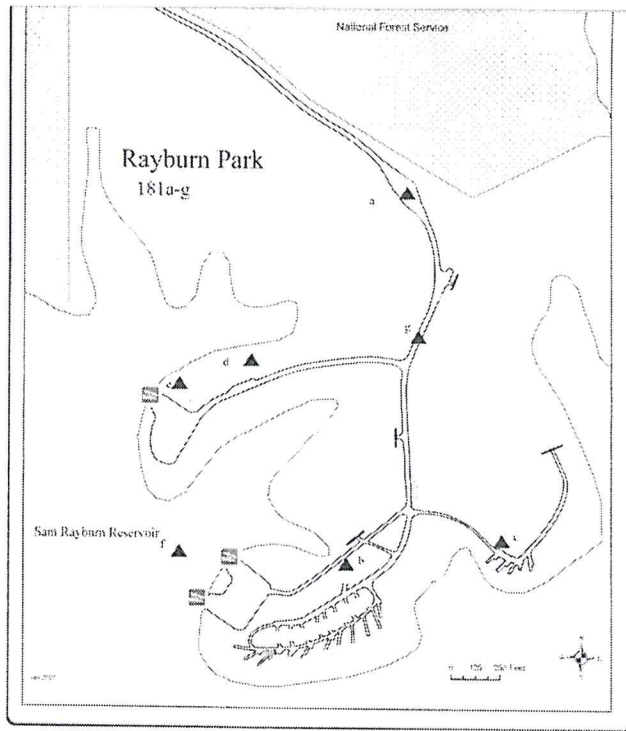 National Forest Service
Rayburn Park
181a-g
a
g
d
e
Sam Rayburn Reservoir
f
c
b
0 125 250 Feet